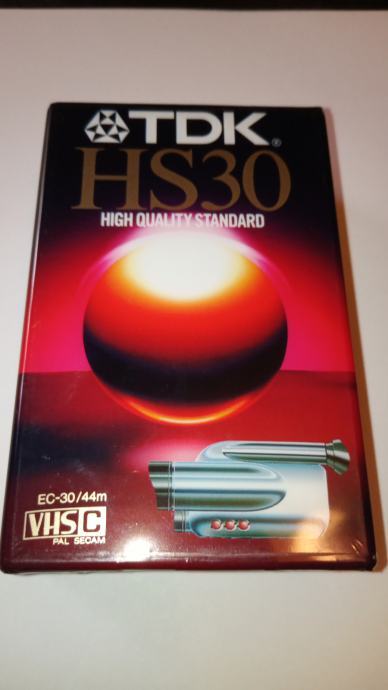 TDK®
HS30
HIGH QUALITY STANDARD
EC-30/44m
VHS C
PAL SECAM